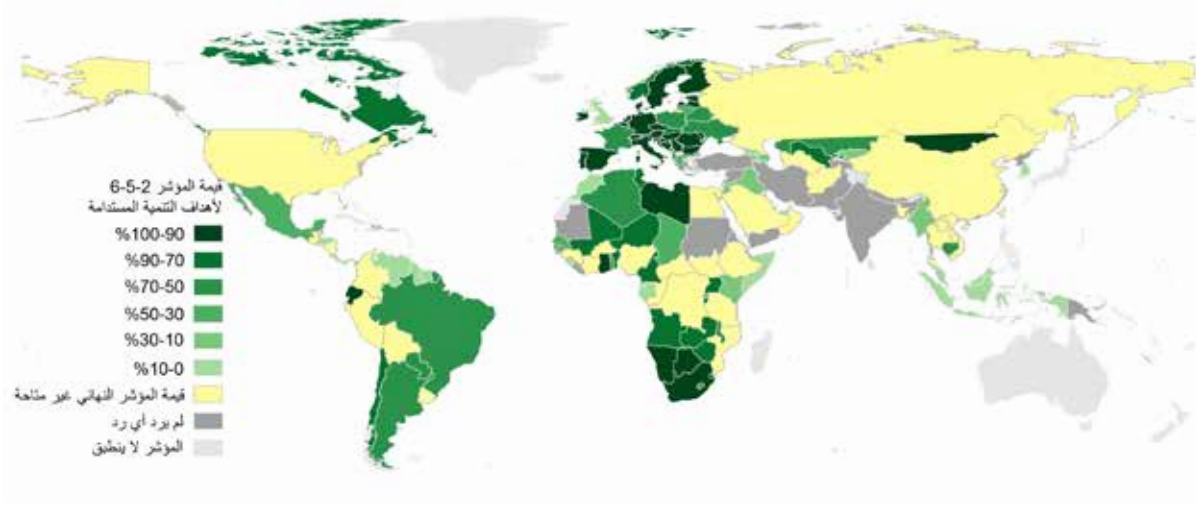 قيمة المؤشر 2-5-6
لأهداف التنمية المستدامة
%100-90
%90-70
%70-50
%50-30
%30-10
%10-0
قيمة المؤشر النهائي غير متاحة
لم يرد أي رد
المؤشر لا ينطبق